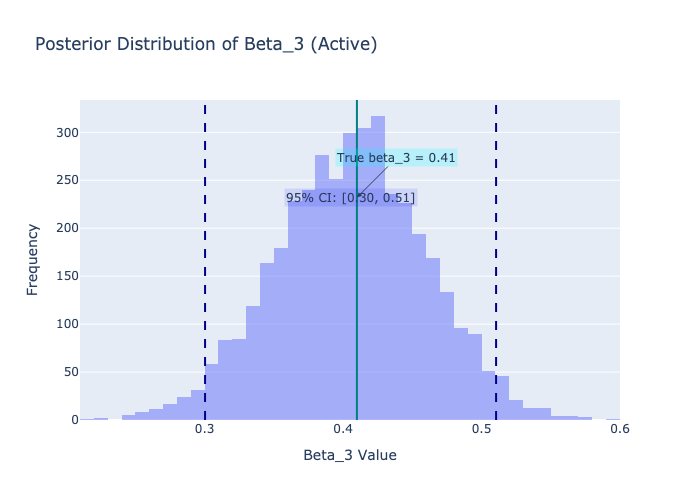 Posterior Distribution of Beta_3 (Active)
300
250
200
150
100
50
0
Frequency
True beta_3 = 0.41
95% CI: [0.30, 0.51]
0.3
0.4
0.5
0.6
Beta_3 Value